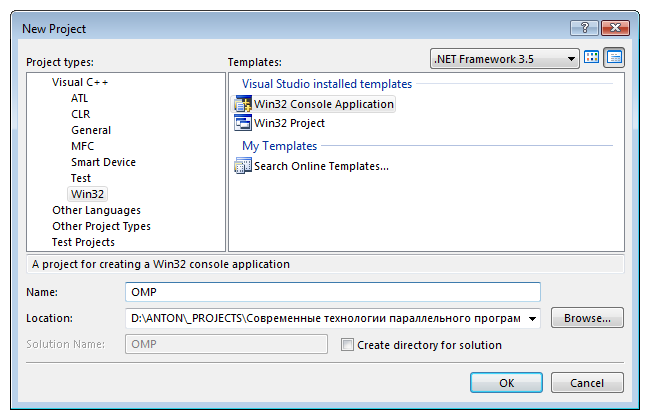 New Project
Project types:
Templates:
.NET Framework 3.5
Visual C++
ATL
CLR
General
MFC
Smart Device
Test
Win32
Other Languages
Other Project Types
Test Projects
Visual Studio installed templates
Win32 Console Application
Win32 Project
My Templates
Search Online Templates...
A project for creating a Win32 console application
Name:
OMP
Location:
D:\ANTON\_PROJECTS\Современные технологии параллельного програм
Browse...
Solution Name:
OMP
Create directory for solution
OK
Cancel